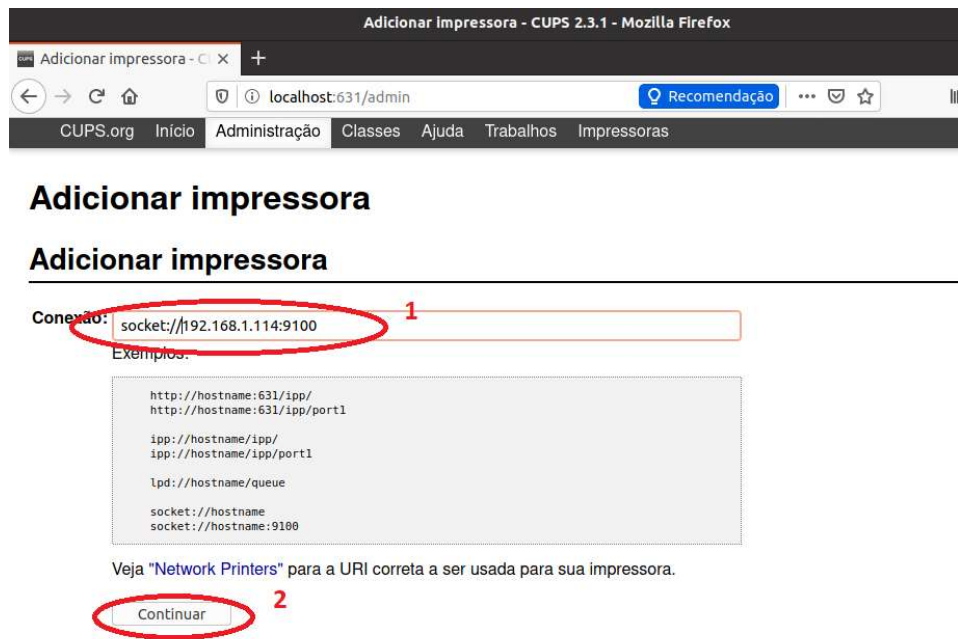 Adicionar impressora - CUPS 2.3.1 - Mozilla Firefox
Adicionar impressora - C
localhost:631/admin
Recomendação
CUPS.org Início Administração Classes Ajuda Trabalhos Impressoras
Adicionar impressora
Adicionar impressora
Conexão: socket://192.168.1.114:9100 1
Exemplos:
http://hostname:631/ipp/
http://hostname:631/ipp/port1
ipp://hostname/ipp/
ipp://hostname/ipp/port1
lpd://hostname/queue
socket://hostname
socket://hostname:9100
Veja "Network Printers" para a URI correta a ser usada para sua impressora.
Continuar 2